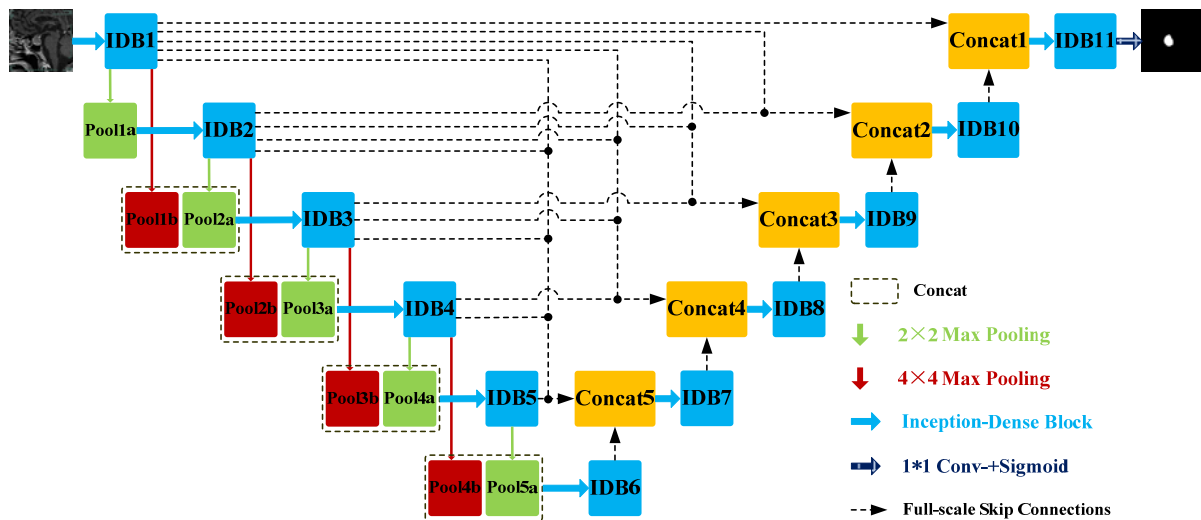 IDB1
Concat1
IDB11
Pool1a
IDB2
Concat2
IDB10
Pool1b
Pool2a
IDB3
Concat3
IDB9
Pool2b
Pool3a
IDB4
Concat4
IDB8
Pool3b
Pool4a
IDB5
Concat5
IDB7
Pool4b
Pool5a
IDB6
Concat
2×2 Max Pooling
4×4 Max Pooling
Inception-Dense Block
1*1 Conv-+Sigmoid
Full-scale Skip Connections